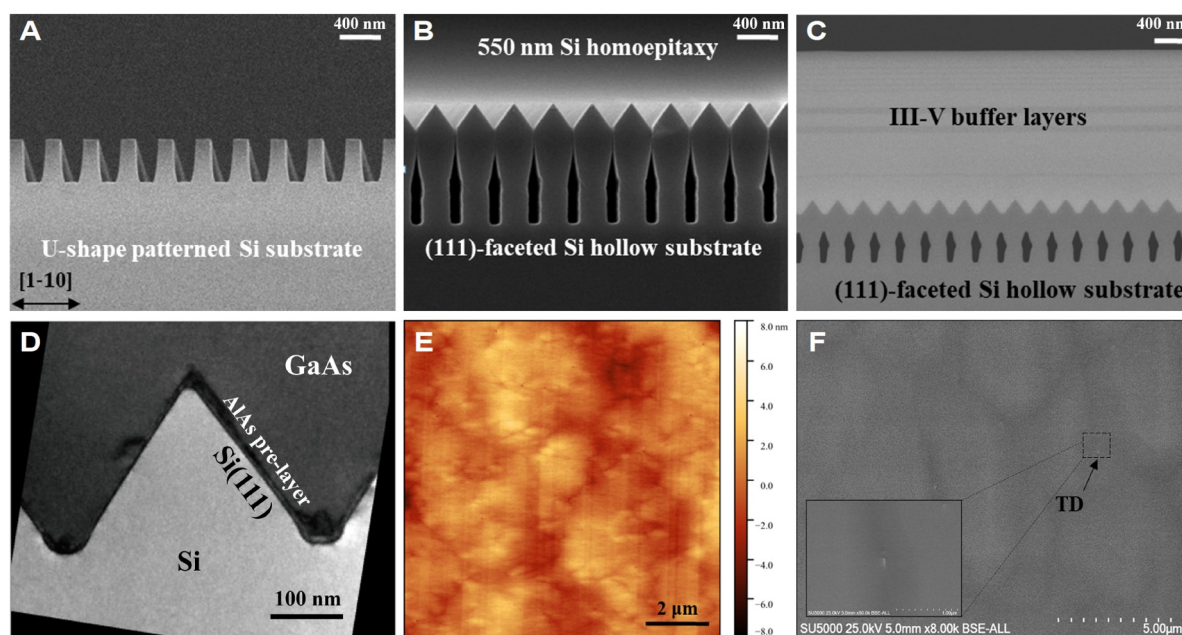 A
400 nm
U-shape patterned Si substrate
[1-10]
B
400 nm
550 nm Si homoepitaxy
(111)-faceted Si hollow substrate
C
400 nm
III-V buffer layers
(111)-faceted Si hollow substrate
D
GaAs
AlAs pre-layer
Si(111)
Si
100 nm
E
2 µm
8.0 nm
6.0
4.0
2.0
0.0
-2.0
-4.0
-6.0
-8.0
F
TD
SU5000 25.0kV 5.0mm x8.00k BSE-ALL
5.00µm